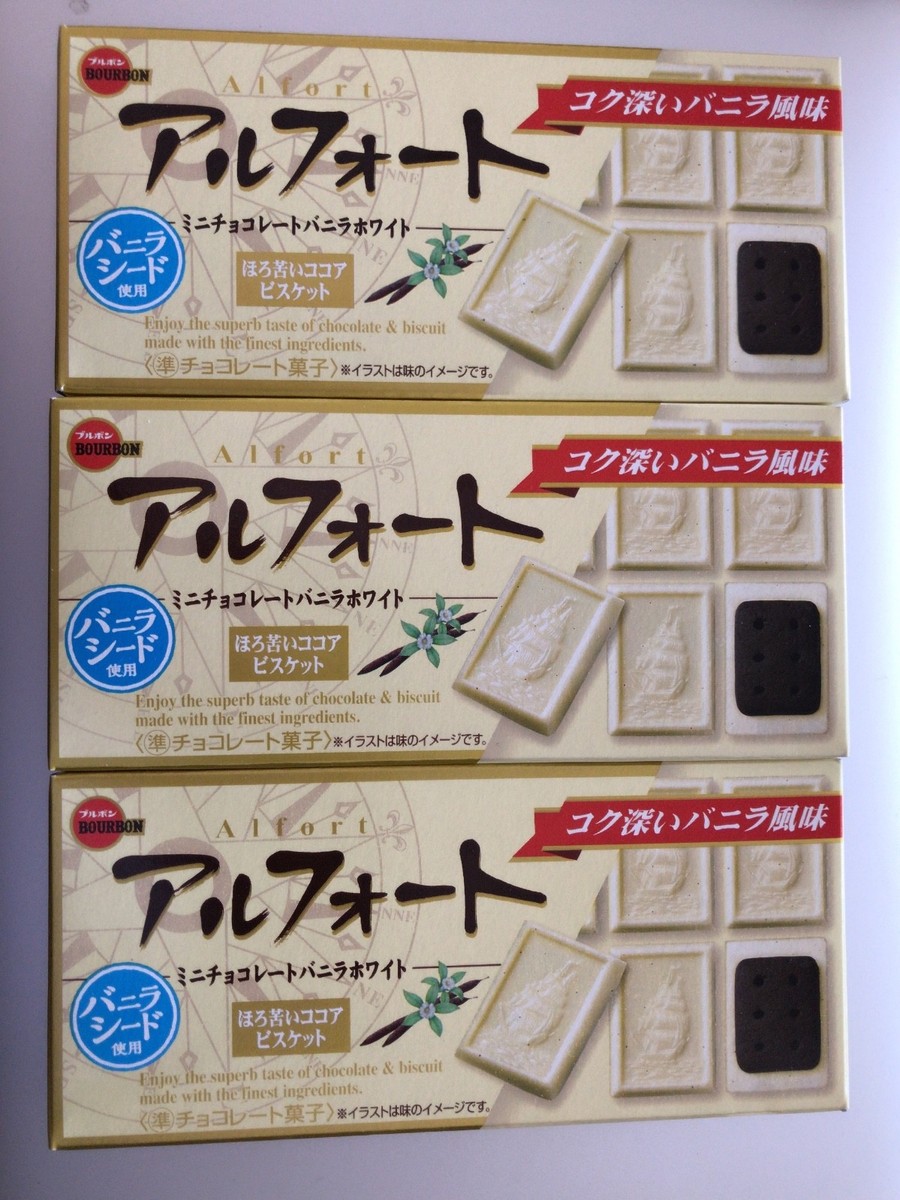 ブルボン
BOURBON
Alfort
コク深いバニラ風味
アルフォート
ミニチョコレートバニラホワイト
バニラ
シード
使用
ほろ苦いココア
ビスケット
Enjoy the superb taste of chocolate & biscuit
made with the finest ingredients.
〈準チョコレート菓子〉※イラストは味のイメージです。
ブルボン
BOURBON
Alfort
コク深いバニラ風味
アルフォート
ミニチョコレートバニラホワイト
バニラ
シード
使用
ほろ苦いココア
ビスケット
Enjoy the superb taste of chocolate & biscuit
made with the finest ingredients.
〈準チョコレート菓子〉※イラストは味のイメージです。
ブルボン
BOURBON
Alfort
コク深いバニラ風味
アルフォート
ミニチョコレートバニラホワイト
バニラ
シード
使用
ほろ苦いココア
ビスケット
Enjoy the superb taste of chocolate & biscuit
made with the finest ingredients.
〈準チョコレート菓子〉※イラストは味のイメージです。